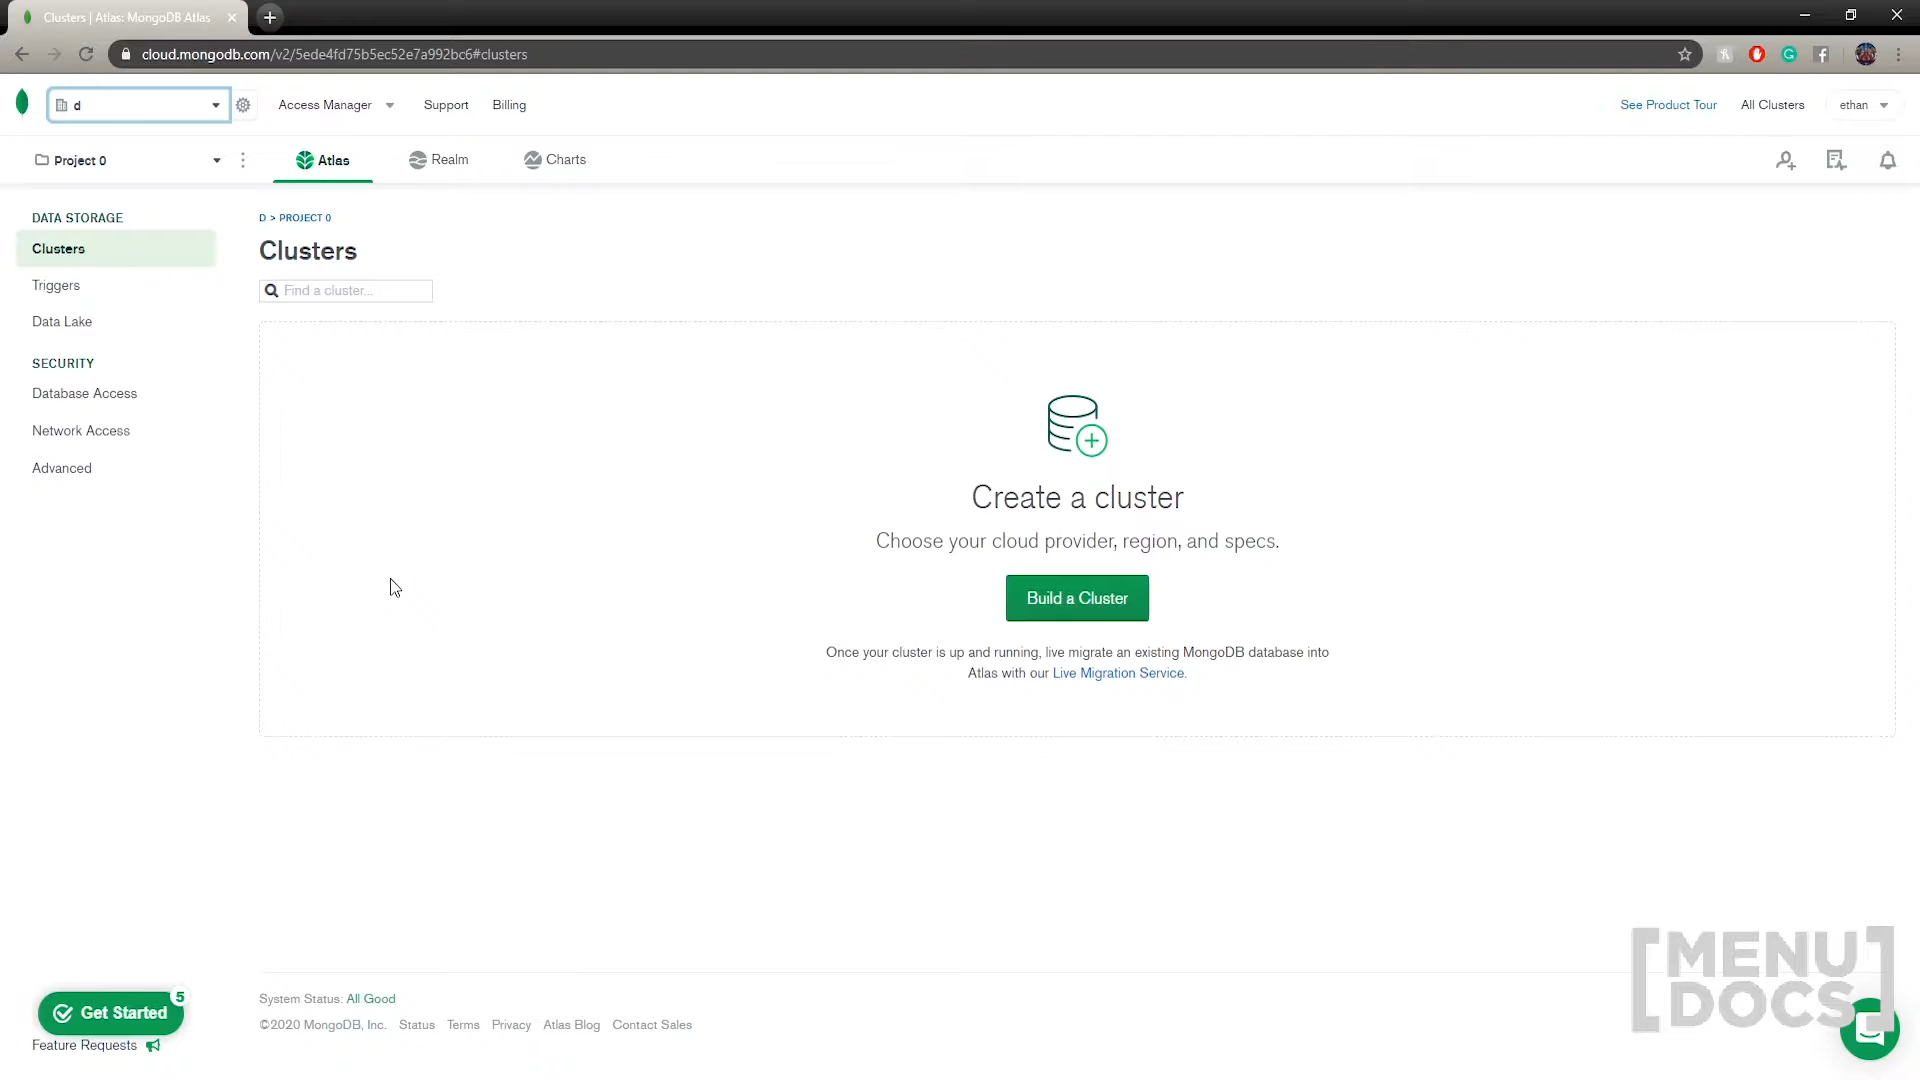 Clusters | Atlas: MongoDB Atlas
cloud.mongodb.com/v2/5ede4fd75b5ec52e7a992bc6#clusters
d
Access Manager
Support
Billing
See Product Tour
All Clusters
ethan
Project 0
Atlas
Realm
Charts
DATA STORAGE
Clusters
Triggers
Data Lake
SECURITY
Database Access
Network Access
Advanced
D > PROJECT 0
Clusters
Find a cluster...
Create a cluster
Choose your cloud provider, region, and specs.
Build a Cluster
Once your cluster is up and running, live migrate an existing MongoDB database into
Atlas with our Live Migration Service.
System Status: All Good
©2020 MongoDB, Inc. Status Terms Privacy Atlas Blog Contact Sales
Get Started
5
Feature Requests
[MENU
DOCS]